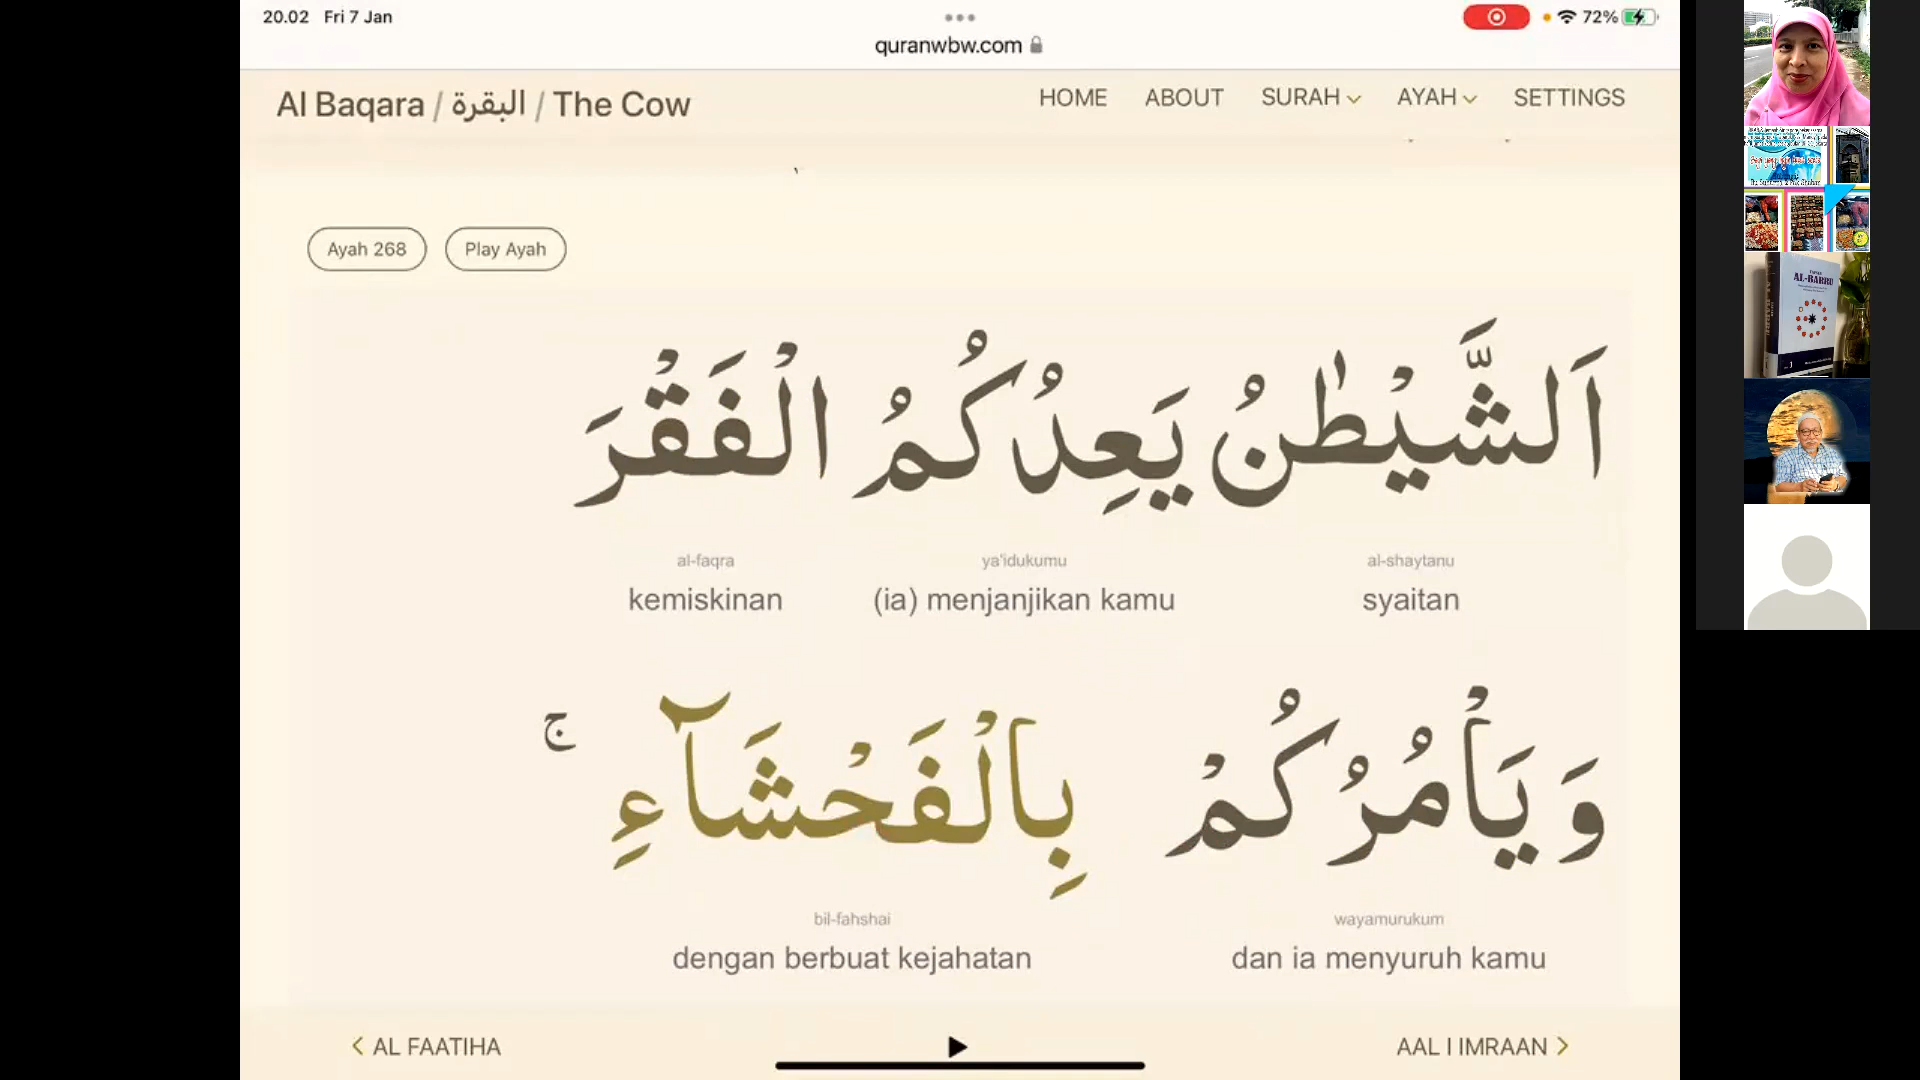 20.02 Fri 7 Jan
72%
quranwbw.com
Al Baqara / البقرة / The Cow
HOME ABOUT SURAH AYAH SETTINGS
Ayah 268 Play Ayah
اَلشَّيْطٰنُ يَعِدُكُمُ الْفَقْرَ
al-shaytanu ya'idukumu al-faqra
syaitan (ia) menjanjikan kamu kemiskinan
وَيَأْمُرُكُمْ بِالْفَحْشَآءِ ۚ
wayamurukum bil-fahshai
dan ia menyuruh kamu dengan berbuat kejahatan
AL FAATIHA AAL I IMRAAN
AL-BARRU